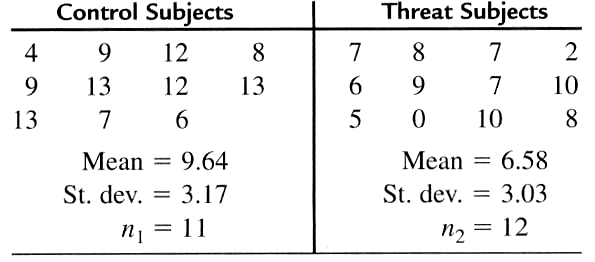 Control Subjects Threat Subjects
4 9 12 8 7 8 7 2
9 13 12 13 6 9 7 10
13 7 6 5 0 10 8
Mean = 9.64 Mean = 6.58
St. dev. = 3.17 St. dev. = 3.03
n₁ = 11 n₂ = 12